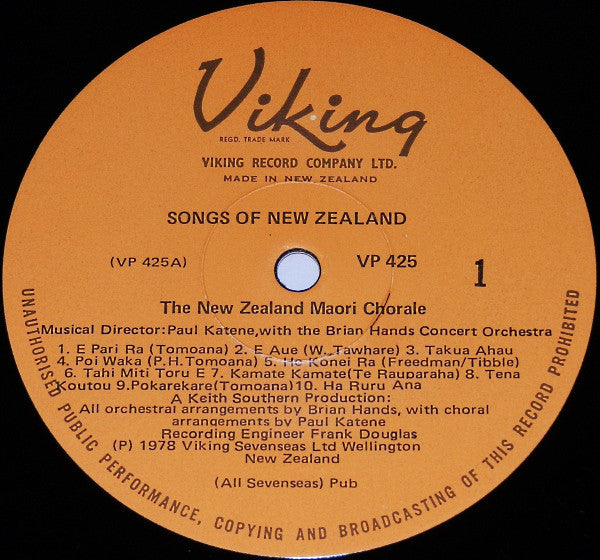 Viking
REGD. TRADE MARK
VIKING RECORD COMPANY LTD.
MADE IN NEW ZEALAND
SONGS OF NEW ZEALAND
(VP 425A)
VP 425
1
The New Zealand Maori Chorale
Musical Director:Paul Katene,with the Brian Hands Concert Orchestra
1. E Pari Ra (Tomoana) 2. E Aue (W. Tawhare) 3. Takua Ahau
4. Poi Waka (P.H.Tomoana) 5. He Konei Ra (Freedman/Tibble)
6. Tahi Miti Toru E 7. Kamate Kamate(Te Rauparaha) 8. Tena
Koutou 9.Pokarekare(Tomoana)10. Ha Ruru Ana
A Keith Southern Production:
All orchestral arrangements by Brian Hands, with choral
arrangements by Paul Katene
Recording Engineer Frank Douglas
(P) 1978 Viking Sevenseas Ltd Wellington
New Zealand
(All Sevenseas) Pub
UNAUTHORISED PUBLIC PERFORMANCE, COPYING AND BROADCASTING OF THIS RECORD PROHIBITED